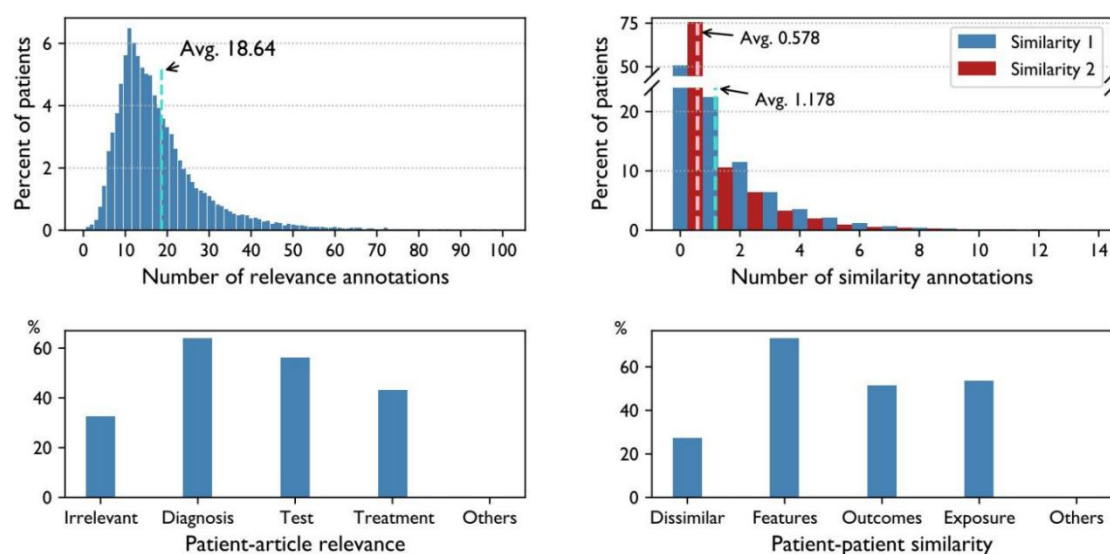 Percent of patients
6
4
2
0
Avg. 18.64
0 10 20 30 40 50 60 70 80 90 100
Number of relevance annotations
Percent of patients
75
50
20
10
0
Avg. 0.578
Avg. 1.178
Similarity 1
Similarity 2
0 2 4 6 8 10 12 14
Number of similarity annotations
%
60
40
20
0
Irrelevant Diagnosis Test Treatment Others
Patient-article relevance
%
60
40
20
0
Dissimilar Features Outcomes Exposure Others
Patient-patient similarity